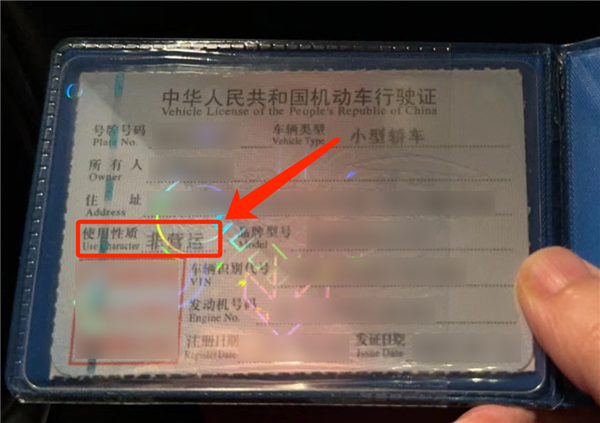 中华人民共和国机动车行驶证
Vehicle License of the People's Republic of China
号牌号码 车辆类型 小型轿车
Plate No. Vehicle Type
所有人
Owner
住址
Address
使用性质 非营运 品牌型号
Use Character Model
车辆识别代号
VIN
发动机号码
Engine No.
注册日期 发证日期
Register Date Issue Date